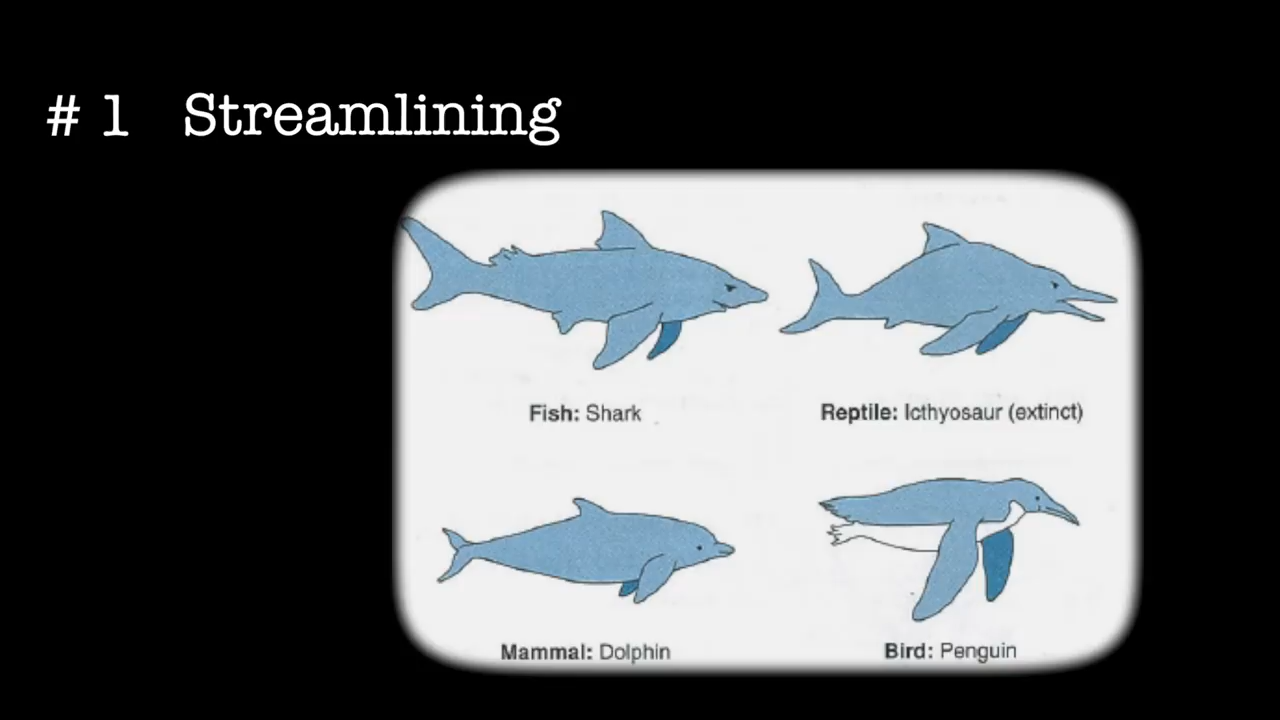 # 1 Streamlining
Fish: Shark
Reptile: Icthyosaur (extinct)
Mammal: Dolphin
Bird: Penguin